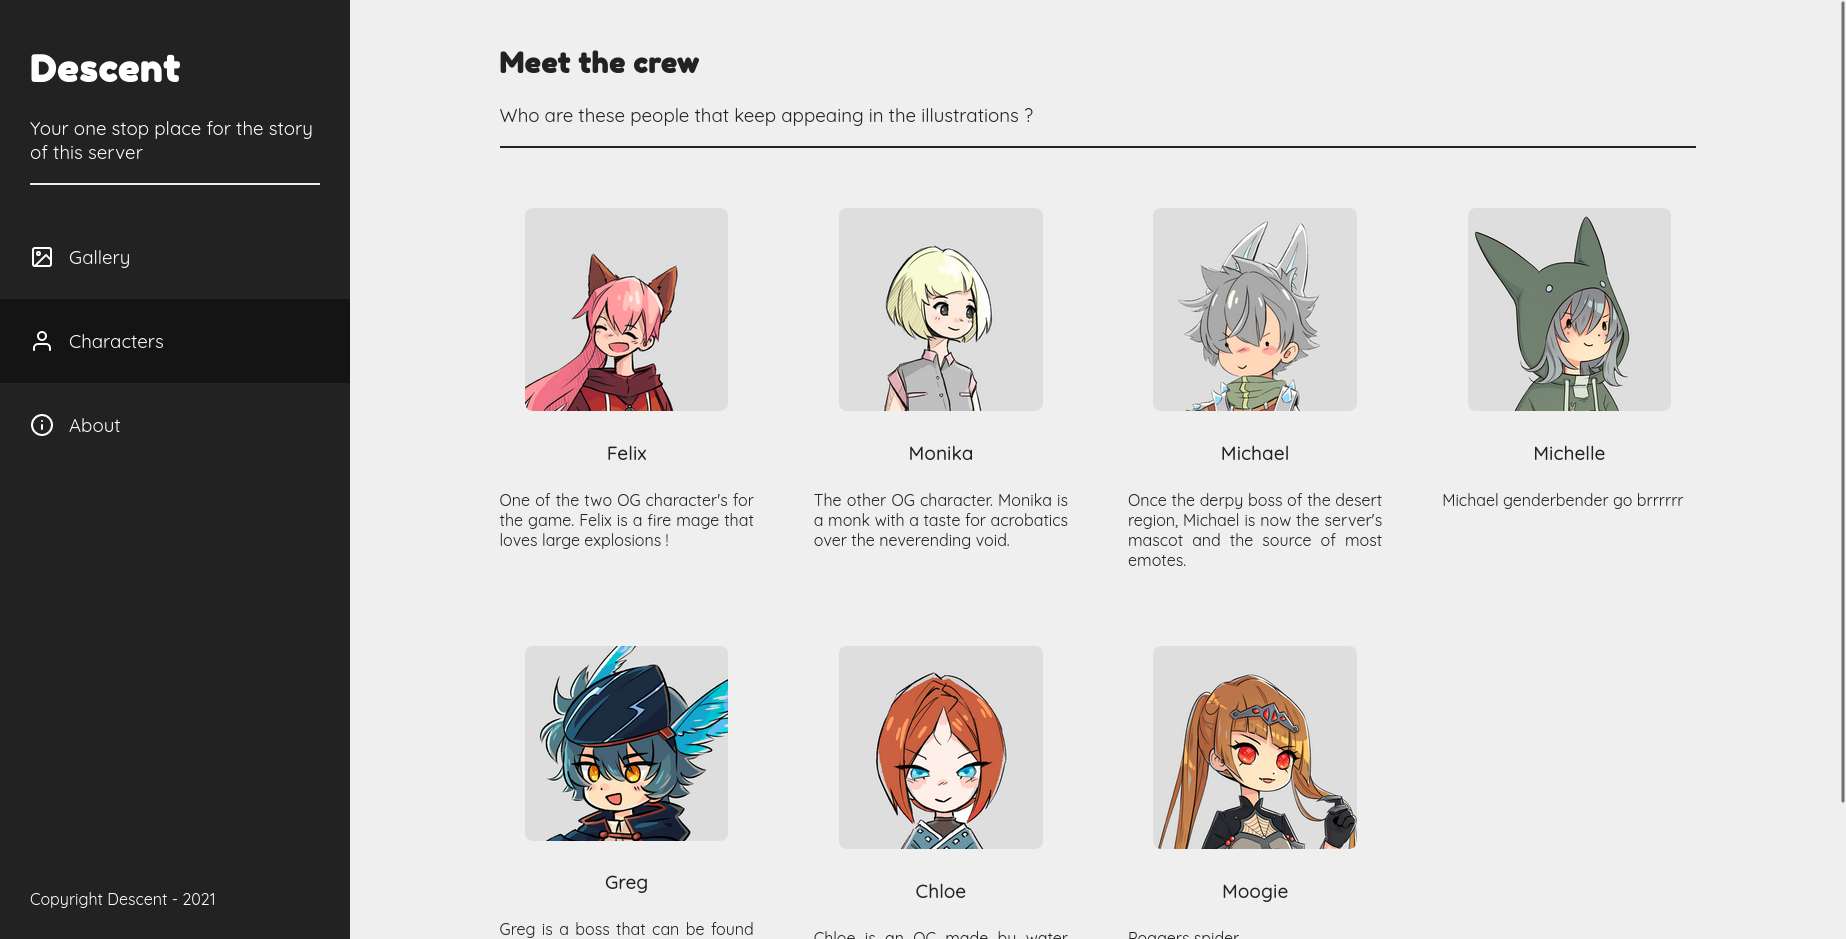 Descent
Your one stop place for the story
of this server
Gallery
Characters
About
Copyright Descent - 2021
Meet the crew
Who are these people that keep appeaing in the illustrations ?
Felix
One of the two OG character's for
the game. Felix is a fire mage that
loves large explosions !
Monika
The other OG character. Monika is
a monk with a taste for acrobatics
over the neverending void.
Michael
Once the derpy boss of the desert
region, Michael is now the server's
mascot and the source of most
emotes.
Michelle
Michael genderbender go brrrrrr
Greg
Greg is a boss that can be found
Chloe
Chloe is an OC made by water
Moogie
Poggers spider